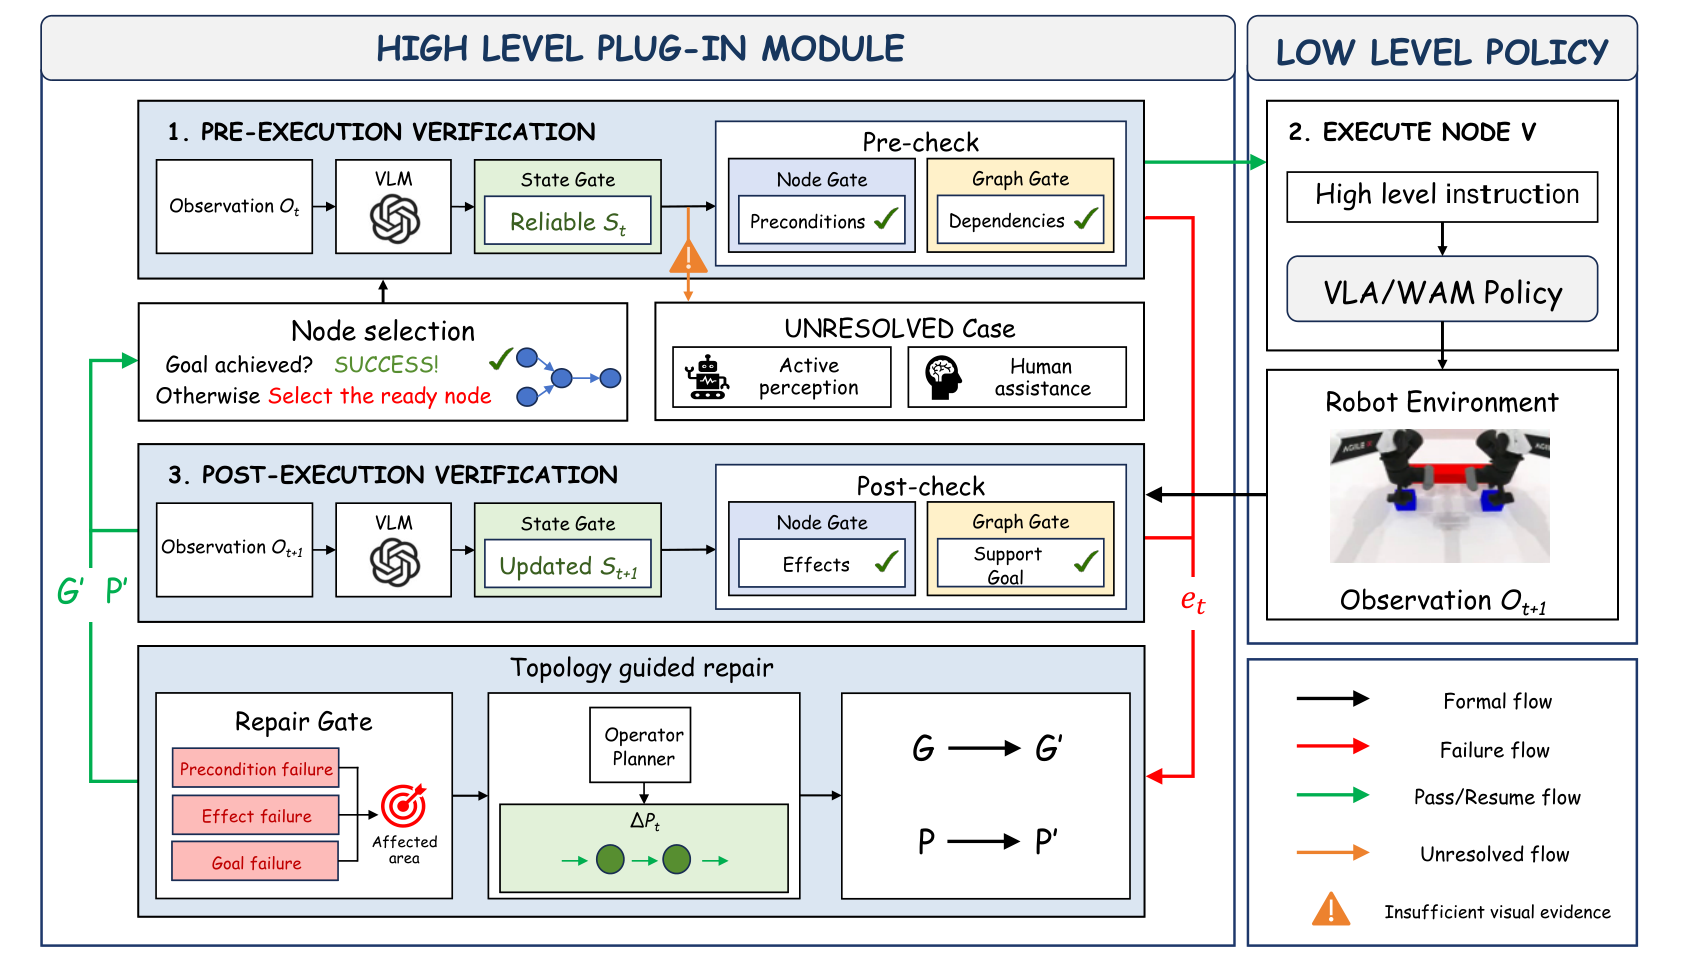 HIGH LEVEL PLUG-IN MODULE
LOW LEVEL POLICY
1. PRE-EXECUTION VERIFICATION
Observation Oₜ
VLM
State Gate
Reliable Sₜ
Pre-check
Node Gate
Preconditions
Graph Gate
Dependencies
2. EXECUTE NODE V
High level instruction
VLA/WAM Policy
Node selection
Goal achieved? SUCCESS!
Otherwise Select the ready node
UNRESOLVED Case
Active
perception
Human
assistance
Robot Environment
AGILE X
AGI
Observation Oₜ₊₁
3. POST-EXECUTION VERIFICATION
Observation Oₜ₊₁
VLM
State Gate
Updated Sₜ₊₁
Post-check
Node Gate
Effects
Graph Gate
Support
Goal
G' P'
eₜ
Topology guided repair
Repair Gate
Precondition failure
Effect failure
Goal failure
Affected
area
Operator
Planner
ΔPₜ
G → G'
P → P'
Formal flow
Failure flow
Pass/Resume flow
Unresolved flow
Insufficient visual evidence